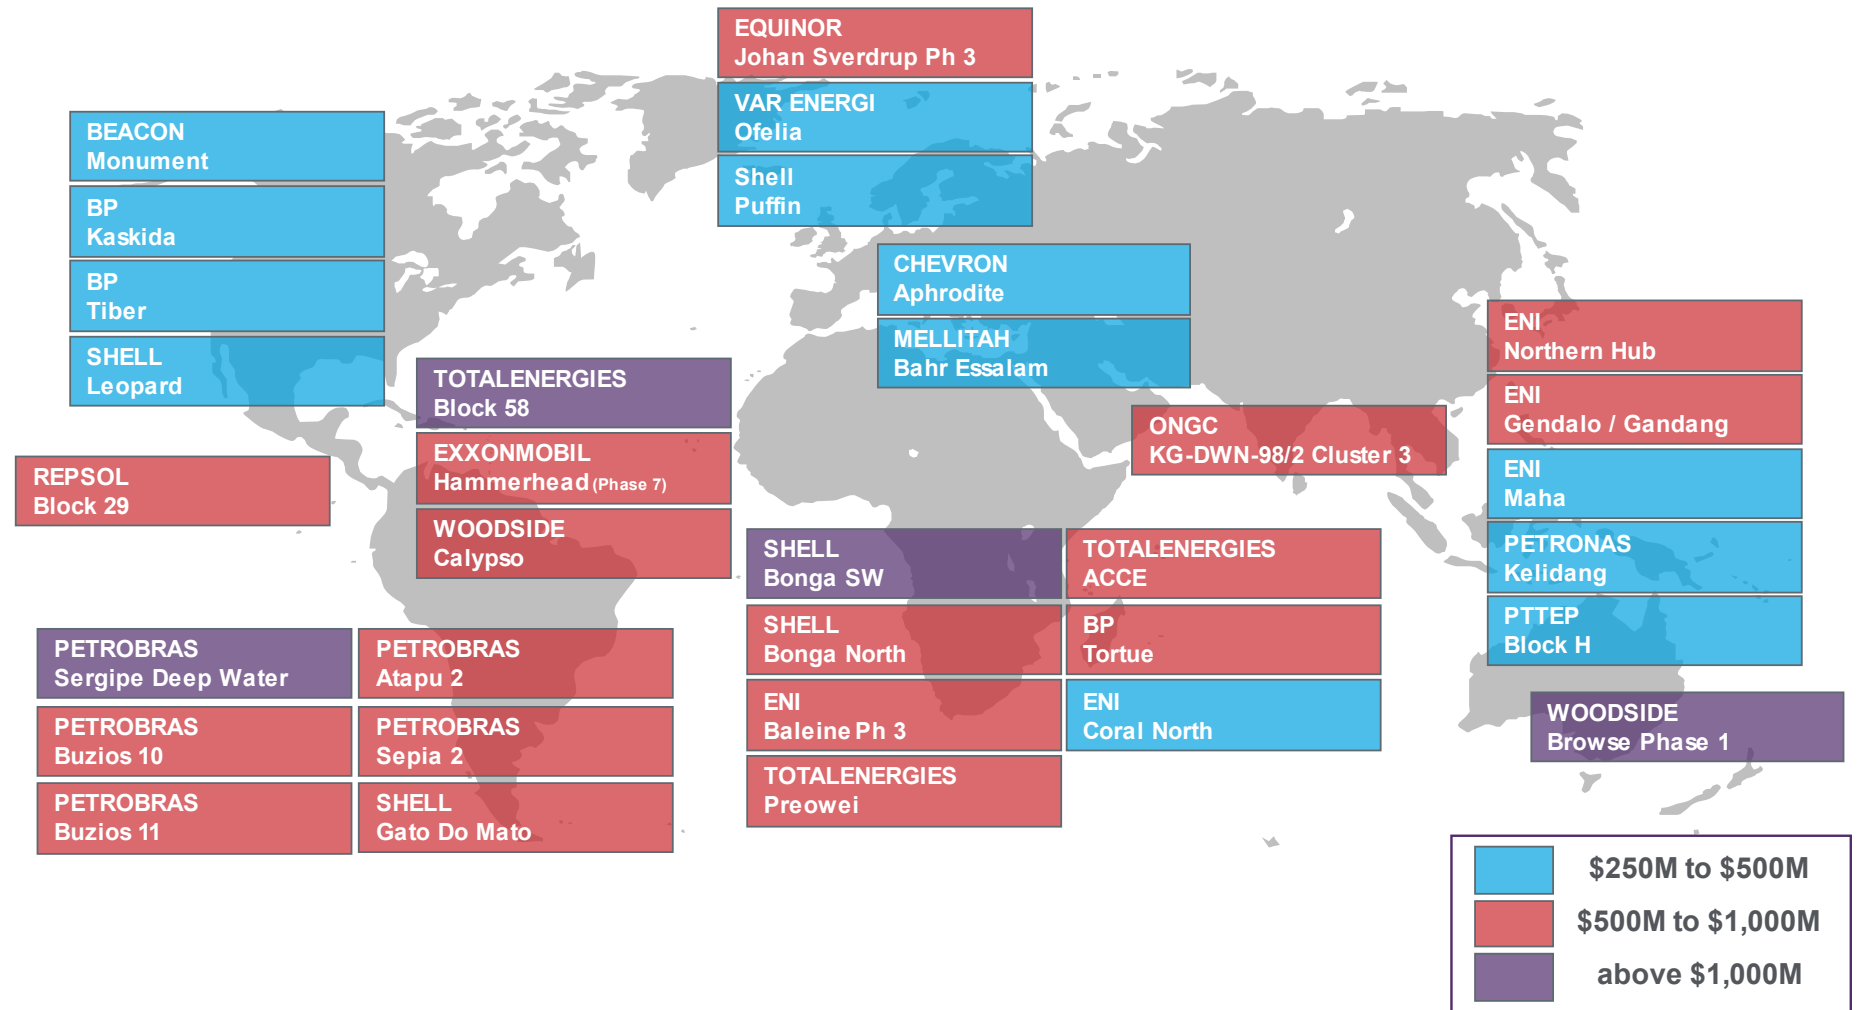 EQUINOR
Johan Sverdrup Ph 3
VAR ENERGI
Ofelia
Shell
Puffin
BEACON
Monument
BP
Kaskida
BP
Tiber
SHELL
Leopard
CHEVRON
Aphrodite
MELLITAH
Bahr Essalam
TOTALENERGIES
Block 58
EXXONMOBIL
Hammerhead (Phase 7)
WOODSIDE
Calypso
REPSOL
Block 29
ONGC
KG-DWN-98/2 Cluster 3
ENI
Northern Hub
ENI
Gendalo / Gandang
ENI
Maha
PETRONAS
Kelidang
PTTEP
Block H
WOODSIDE
Browse Phase 1
PETROBRAS
Sergipe Deep Water
PETROBRAS
Buzios 10
PETROBRAS
Buzios 11
PETROBRAS
Atapu 2
PETROBRAS
Sepia 2
SHELL
Gato Do Mato
SHELL
Bonga SW
SHELL
Bonga North
ENI
Baleine Ph 3
TOTALENERGIES
Preowei
TOTALENERGIES
ACCE
BP
Tortue
ENI
Coral North
$250M to $500M
$500M to $1,000M
above $1,000M